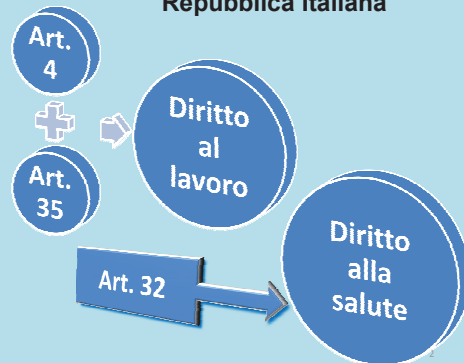 Repubblica Italiana
Art.
4
Art.
35
Diritto
al
lavoro
Art. 32
Diritto
alla
salute
2